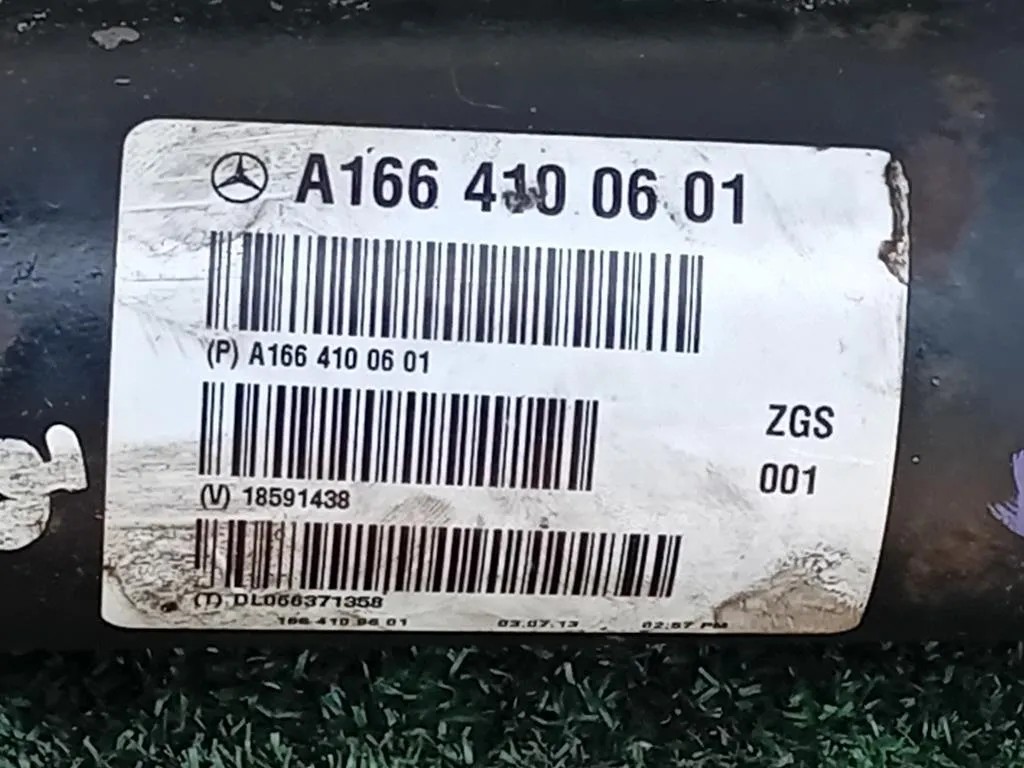 A166 410 06 01
(P) A166 410 06 01
ZGS
001
(V) 18591438
(T) DL056371358
166 410 06 01 03.07.13 02:57 PM